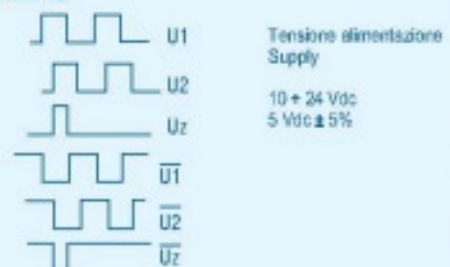 U1
U2
Uz
U1
U2
Uz
Tensione alimentazione
Supply
10 ÷ 24 Vdc
5 Vdc ± 5%